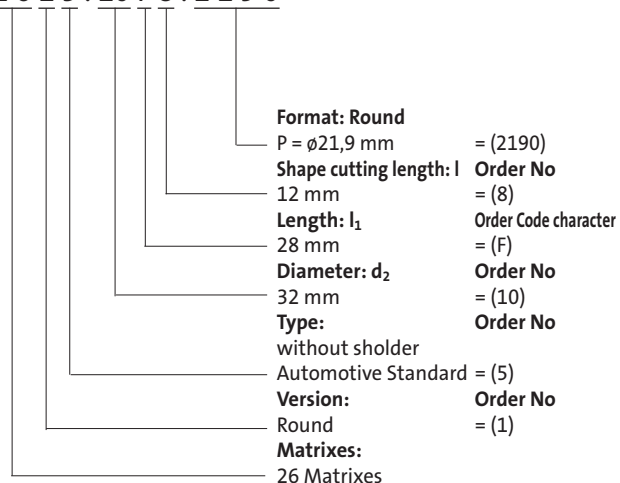 Format: Round
P = ø21,9 mm = (2190)
Shape cutting length: l Order No
12 mm = (8)
Length: l₁ Order Code character
28 mm = (F)
Diameter: d₂ Order No
32 mm = (10)
Type: Order No
without sholder
Automotive Standard = (5)
Version: Order No
Round = (1)
Matrixes:
26 Matrixes